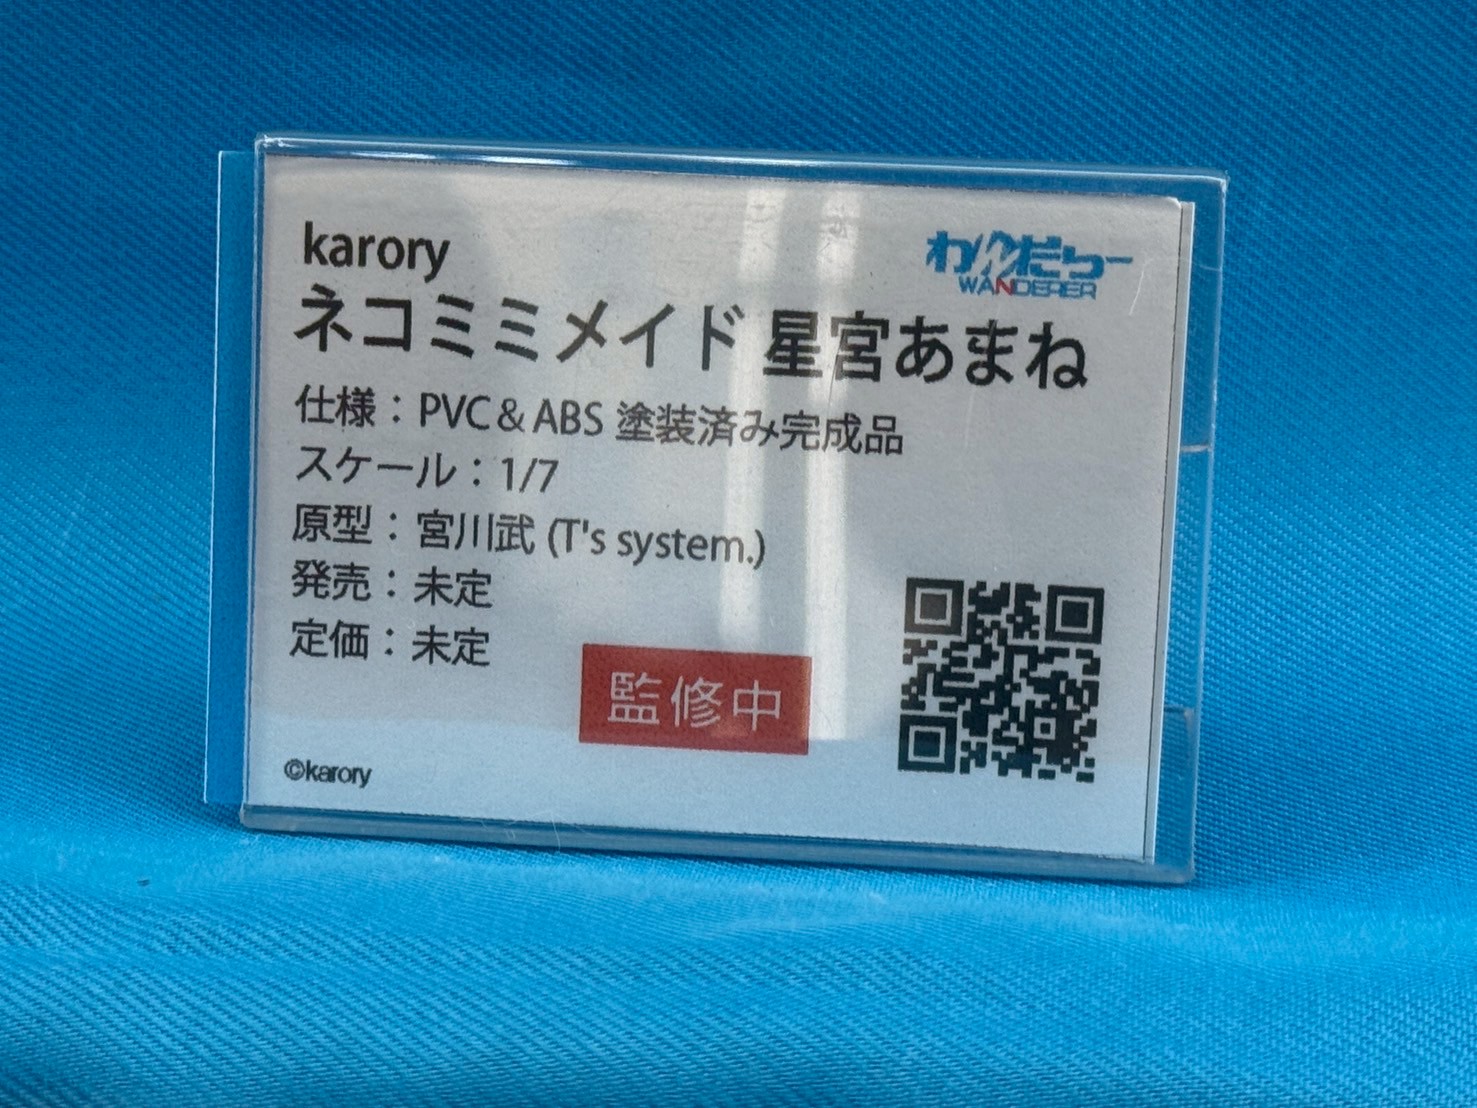 karory
わんだらー
WANDERER
ネコミミメイド 星宮あまね
仕様：PVC＆ABS 塗装済み完成品
スケール：1/7
原型：宮川武 (T's system.)
発売：未定
定価：未定
監修中
©karory